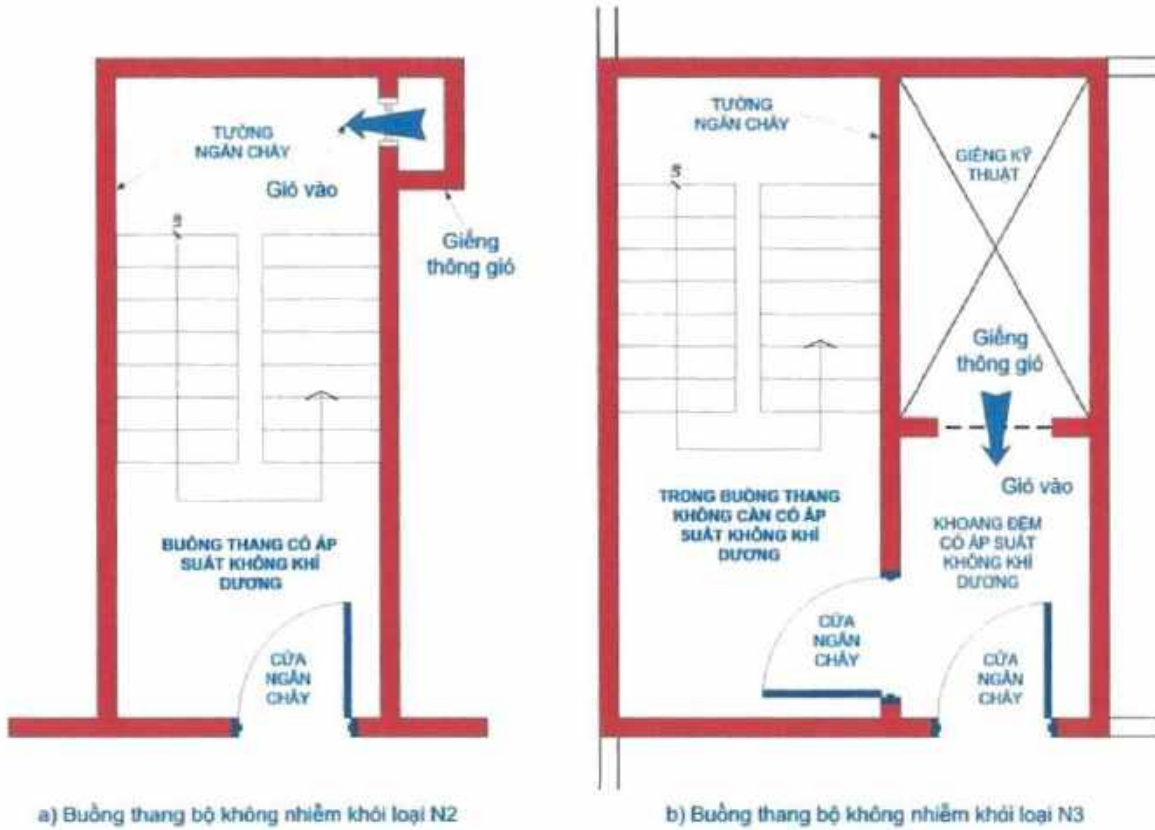 TƯỜNG
NGĂN CHÁY
Gió vào
Giếng
thông gió
BUỒNG THANG CÓ ÁP
SUẤT KHÔNG KHÍ
DƯƠNG
CỬA
NGĂN
CHÁY
a) Buồng thang bộ không nhiễm khói loại N2
TƯỜNG
NGĂN CHÁY
GIẾNG KỸ
THUẬT
Giếng
thông gió
Gió vào
TRONG BUỒNG THANG
KHÔNG CẦN CÓ ÁP
SUẤT KHÔNG KHÍ
DƯƠNG
KHOANG ĐỆM
CÓ ÁP SUẤT
KHÔNG KHÍ
DƯƠNG
CỬA
NGĂN
CHÁY
CỬA
NGĂN
CHÁY
b) Buồng thang bộ không nhiễm khói loại N3